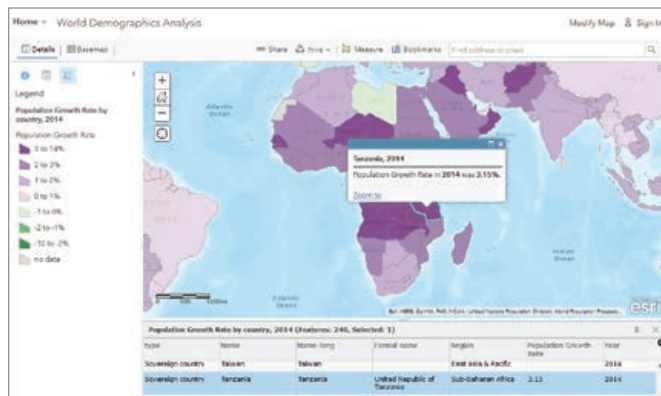 Home World Demographics Analysis Modify Map Sign In
Details Basemap Share Print Measure Bookmarks Find address or place
Legend
Population Growth Rate by
country, 2014
Population Growth Rate
3 to 16%
2 to 3%
1 to 2%
0 to 1%
-1 to 0%
-2 to -1%
-10 to -2%
no data
Atlantic
Ocean
Tanzania, 2014
Population Growth Rate in 2014 was 3.15%.
Zoom to
Indian
Ocean
Atlantic
esri
Population Growth Rate by country, 2014 (Features: 240, Selected: 1)
Type Name Name-long Formal name Region Population Growth Rate Year
Sovereign country Taiwan Taiwan East Asia & Pacific 2014
Sovereign country Tanzania Tanzania United Republic of Tanzania Sub-Saharan Africa 2014